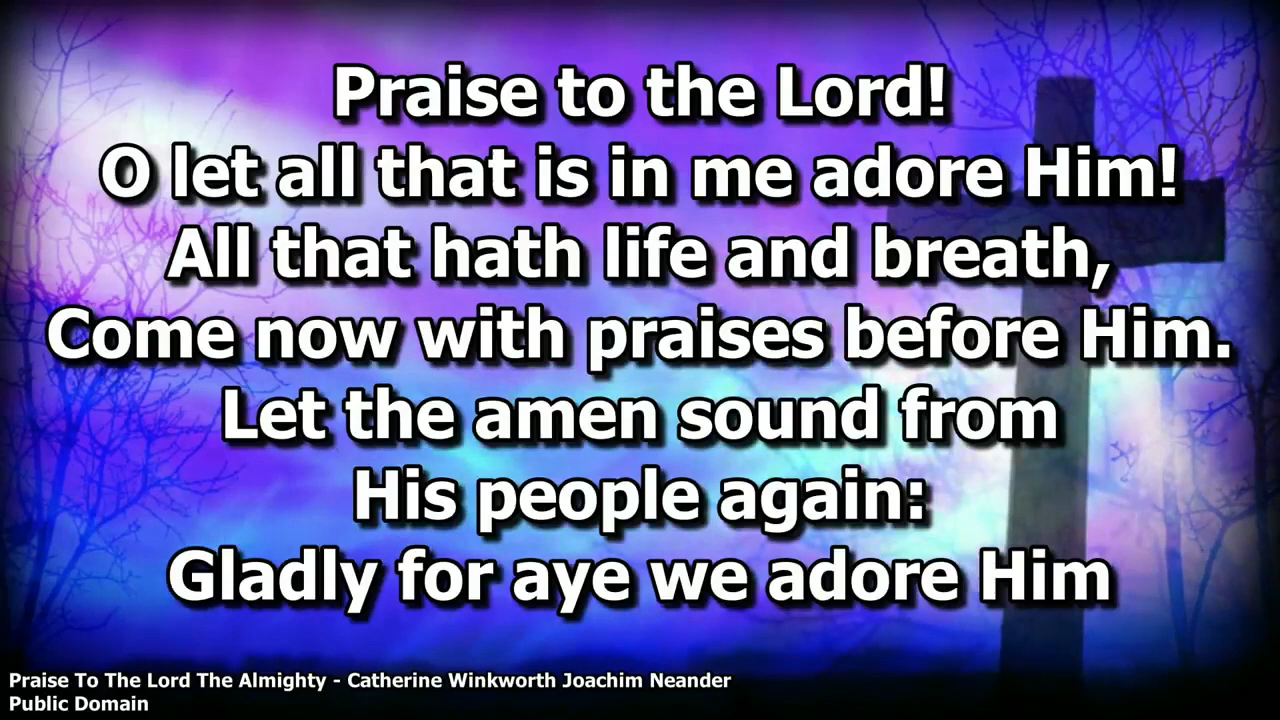 Praise to the Lord!
O let all that is in me adore Him!
All that hath life and breath,
Come now with praises before Him.
Let the amen sound from
His people again:
Gladly for aye we adore Him
Praise To The Lord The Almighty - Catherine Winkworth Joachim Neander
Public Domain